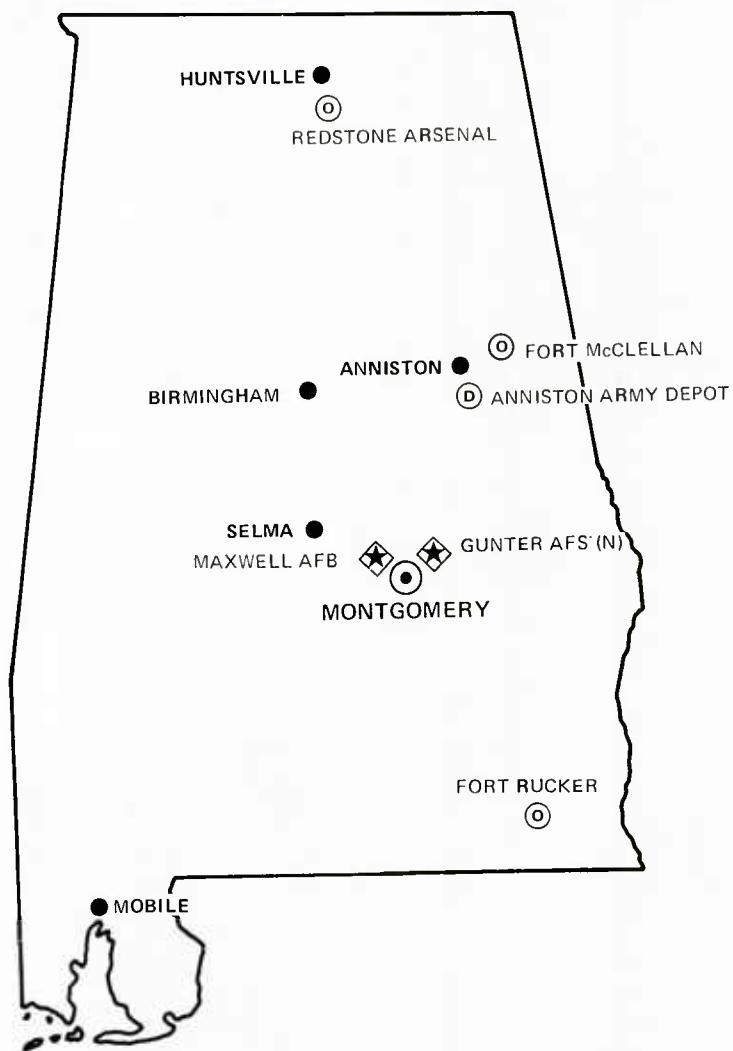 HUNTSVILLE
O
REDSTONE ARSENAL
O FORT McCLELLAN
ANNISTON
BIRMINGHAM
D ANNISTON ARMY DEPOT
SELMA
GUNTER AFS (N)
MAXWELL AFB
MONTGOMERY
FORT RUCKER
O
MOBILE